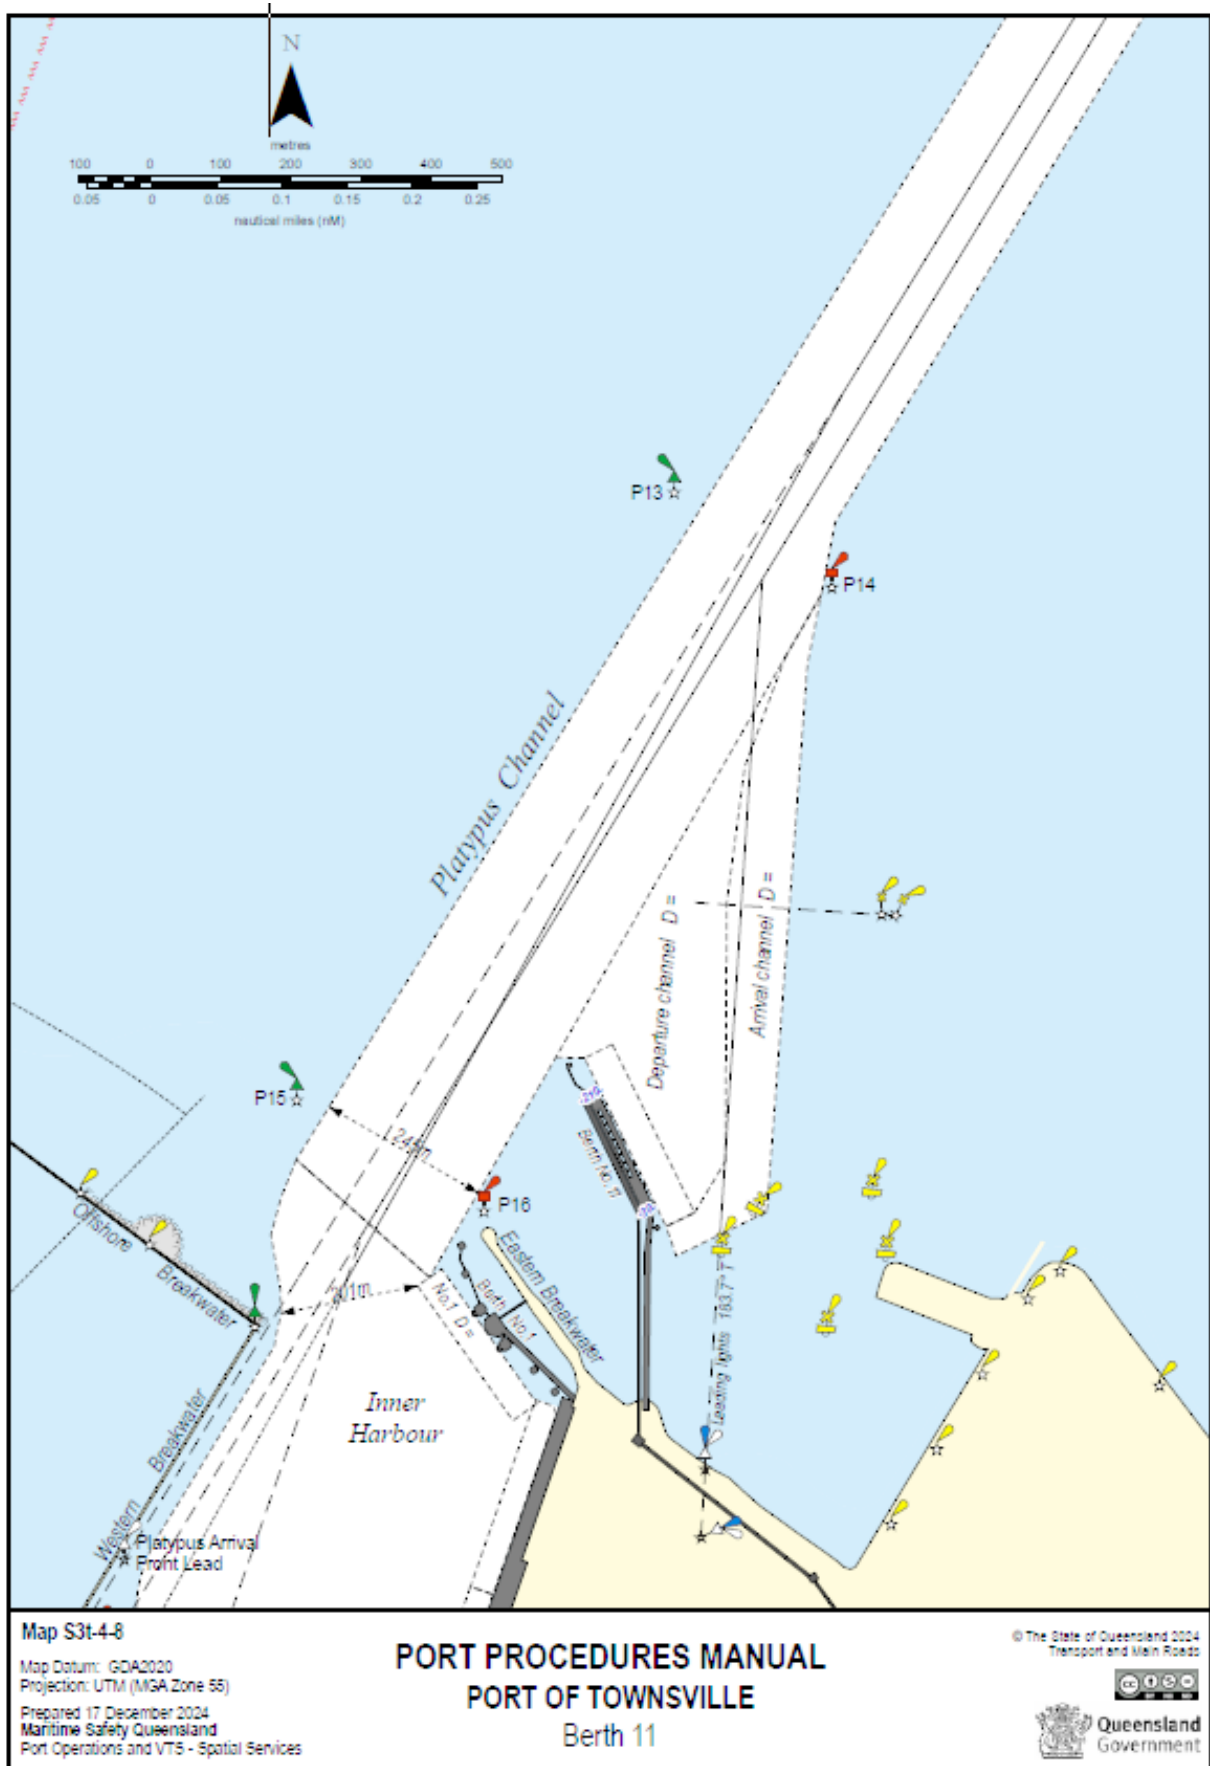 N
metres
100 0 100 200 300 400 500
0.05 0 0.05 0.1 0.15 0.2 0.25
nautical miles (nM)
P13
P14
Platypus Channel
Departure channel D =
Arrival channel D =
P15
245m
P16
Berth No. 11
Offshore
Breakwater
201m
No.1 D =
Berth No.1
Eastern Breakwater
Leading lights 183.7° T
Inner
Harbour
Western Breakwater
Platypus Arrival
Front Lead
Map S3t-4-8
Map Datum: GDA2020
Projection: UTM (MGA Zone 55)
Prepared 17 December 2024
Maritime Safety Queensland
Port Operations and VTS - Spatial Services
PORT PROCEDURES MANUAL
PORT OF TOWNSVILLE
Berth 11
© The State of Queensland 2024
Transport and Main Roads
Queensland
Government